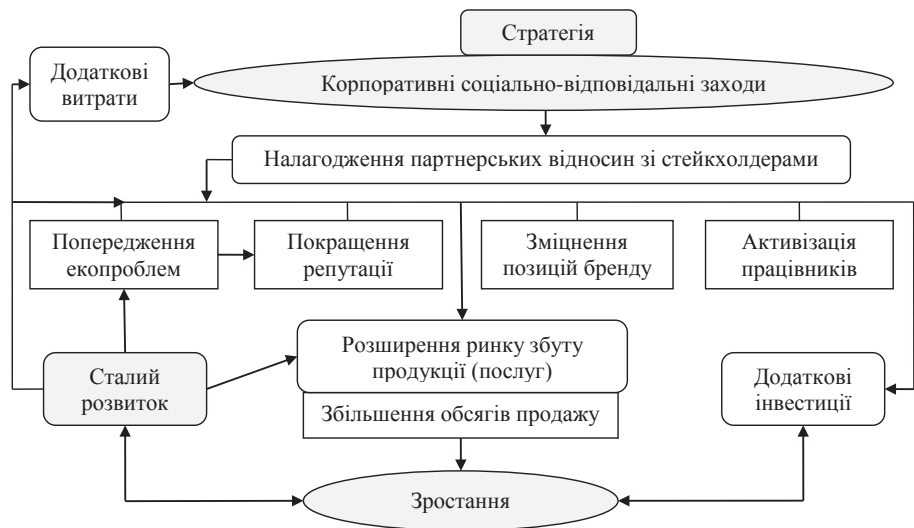 Стратегія
Додаткові
витрати
Корпоративні соціально-відповідальні заходи
Налагодження партнерських відносин зі стейкхолдерами
Попередження
екопроблем
Покращення
репутації
Зміцнення
позицій бренду
Активізація
працівників
Сталий
розвиток
Розширення ринку збуту
продукції (послуг)
Збільшення обсягів продажу
Додаткові
інвестиції
Зростання